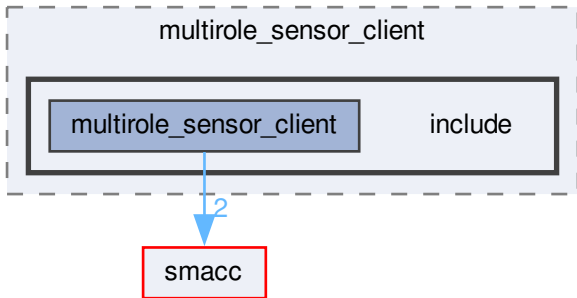 multirole_sensor_client
multirole_sensor_client include
2
smacc